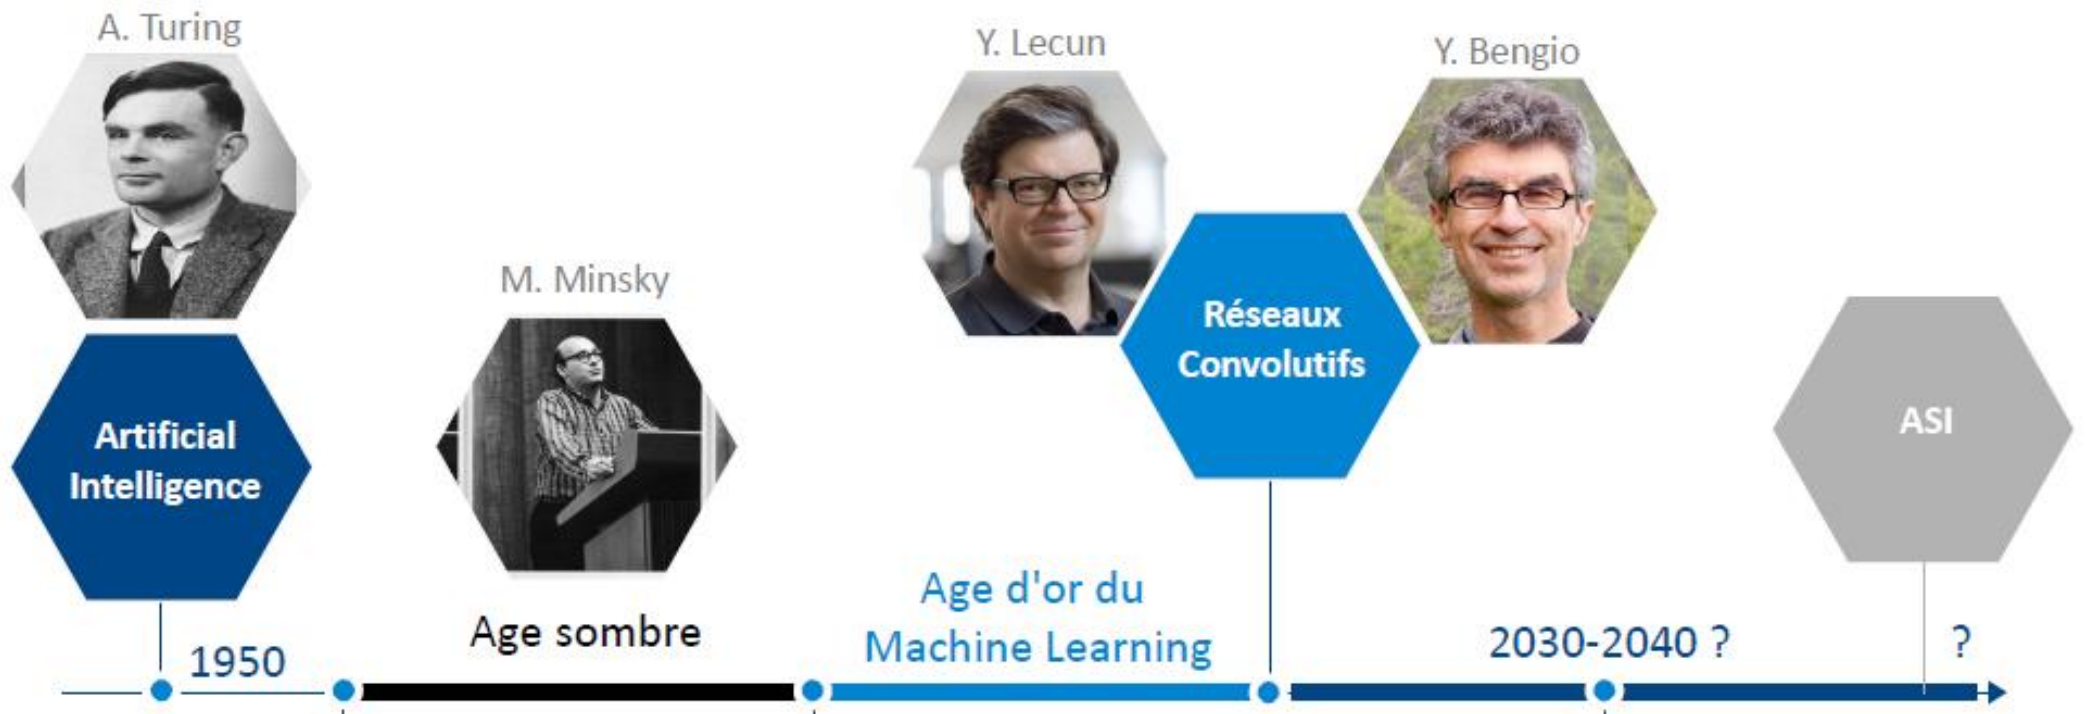 A. Turing
Y. Lecun
Y. Bengio
M. Minsky
Réseaux
Convolutifs
Artificial
Intelligence
ASI
Age sombre
Age d'or du
Machine Learning
1950
2030-2040 ?
?